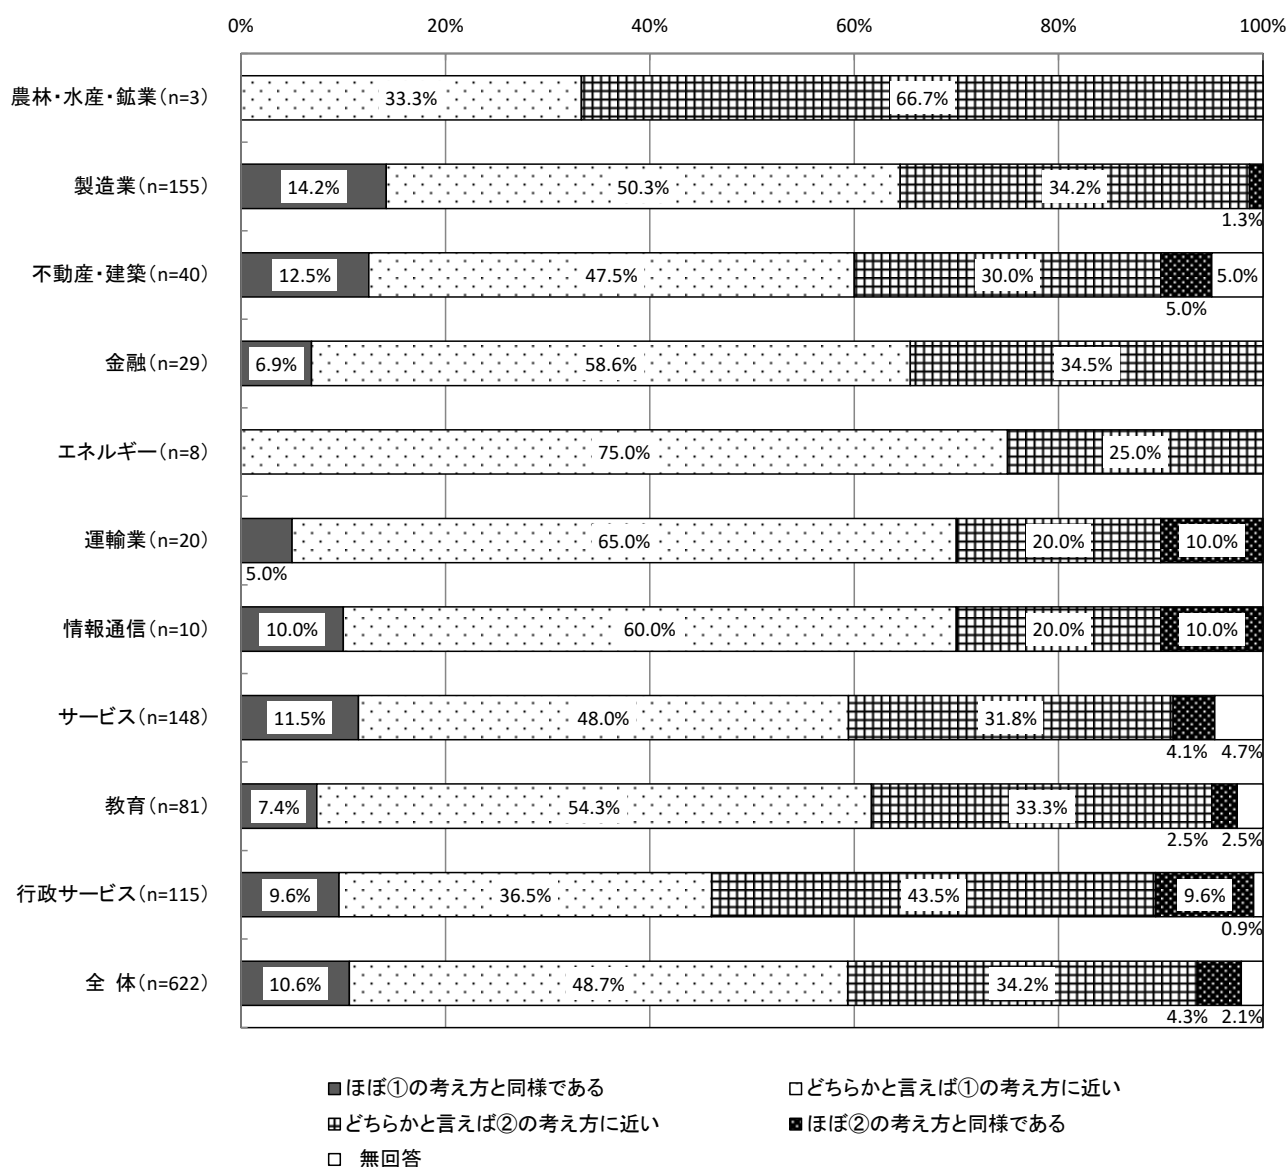 0% 20% 40% 60% 80% 100%
農林・水産・鉱業(n=3) 33.3% 66.7%
製造業(n=155) 14.2% 50.3% 34.2%
1.3%
不動産・建築(n=40) 12.5% 47.5% 30.0% 5.0%
5.0%
金融(n=29) 6.9% 58.6% 34.5%
エネルギー(n=8) 75.0% 25.0%
運輸業(n=20) 65.0% 20.0% 10.0%
5.0%
情報通信(n=10) 10.0% 60.0% 20.0% 10.0%
サービス(n=148) 11.5% 48.0% 31.8%
4.1% 4.7%
教育(n=81) 7.4% 54.3% 33.3%
2.5% 2.5%
行政サービス(n=115) 9.6% 36.5% 43.5% 9.6%
0.9%
全 体(n=622) 10.6% 48.7% 34.2%
4.3% 2.1%
ほぼ①の考え方と同様である どちらかと言えば①の考え方に近い
どちらかと言えば②の考え方に近い ほぼ②の考え方と同様である
無回答